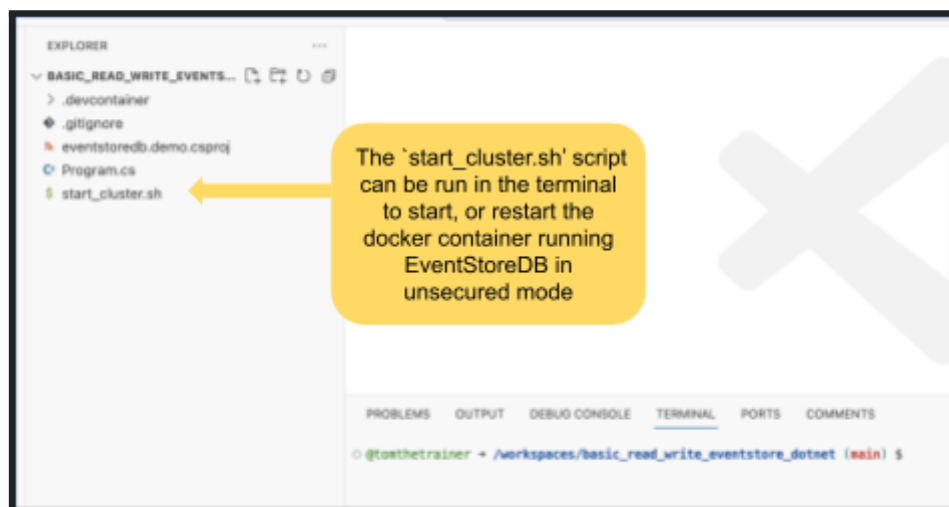 EXPLORER
BASIC_READ_WRITE_EVENTS...
.devcontainer
.gitignore
eventstoredb.demo.csproj
Program.cs
$ start_cluster.sh
The `start_cluster.sh' script
can be run in the terminal
to start, or restart the
docker container running
EventStoreDB in
unsecured mode
PROBLEMS OUTPUT DEBUG CONSOLE TERMINAL PORTS COMMENTS
@tomthetrainer → /workspaces/basic_read_write_eventstore_dotnet (main) $